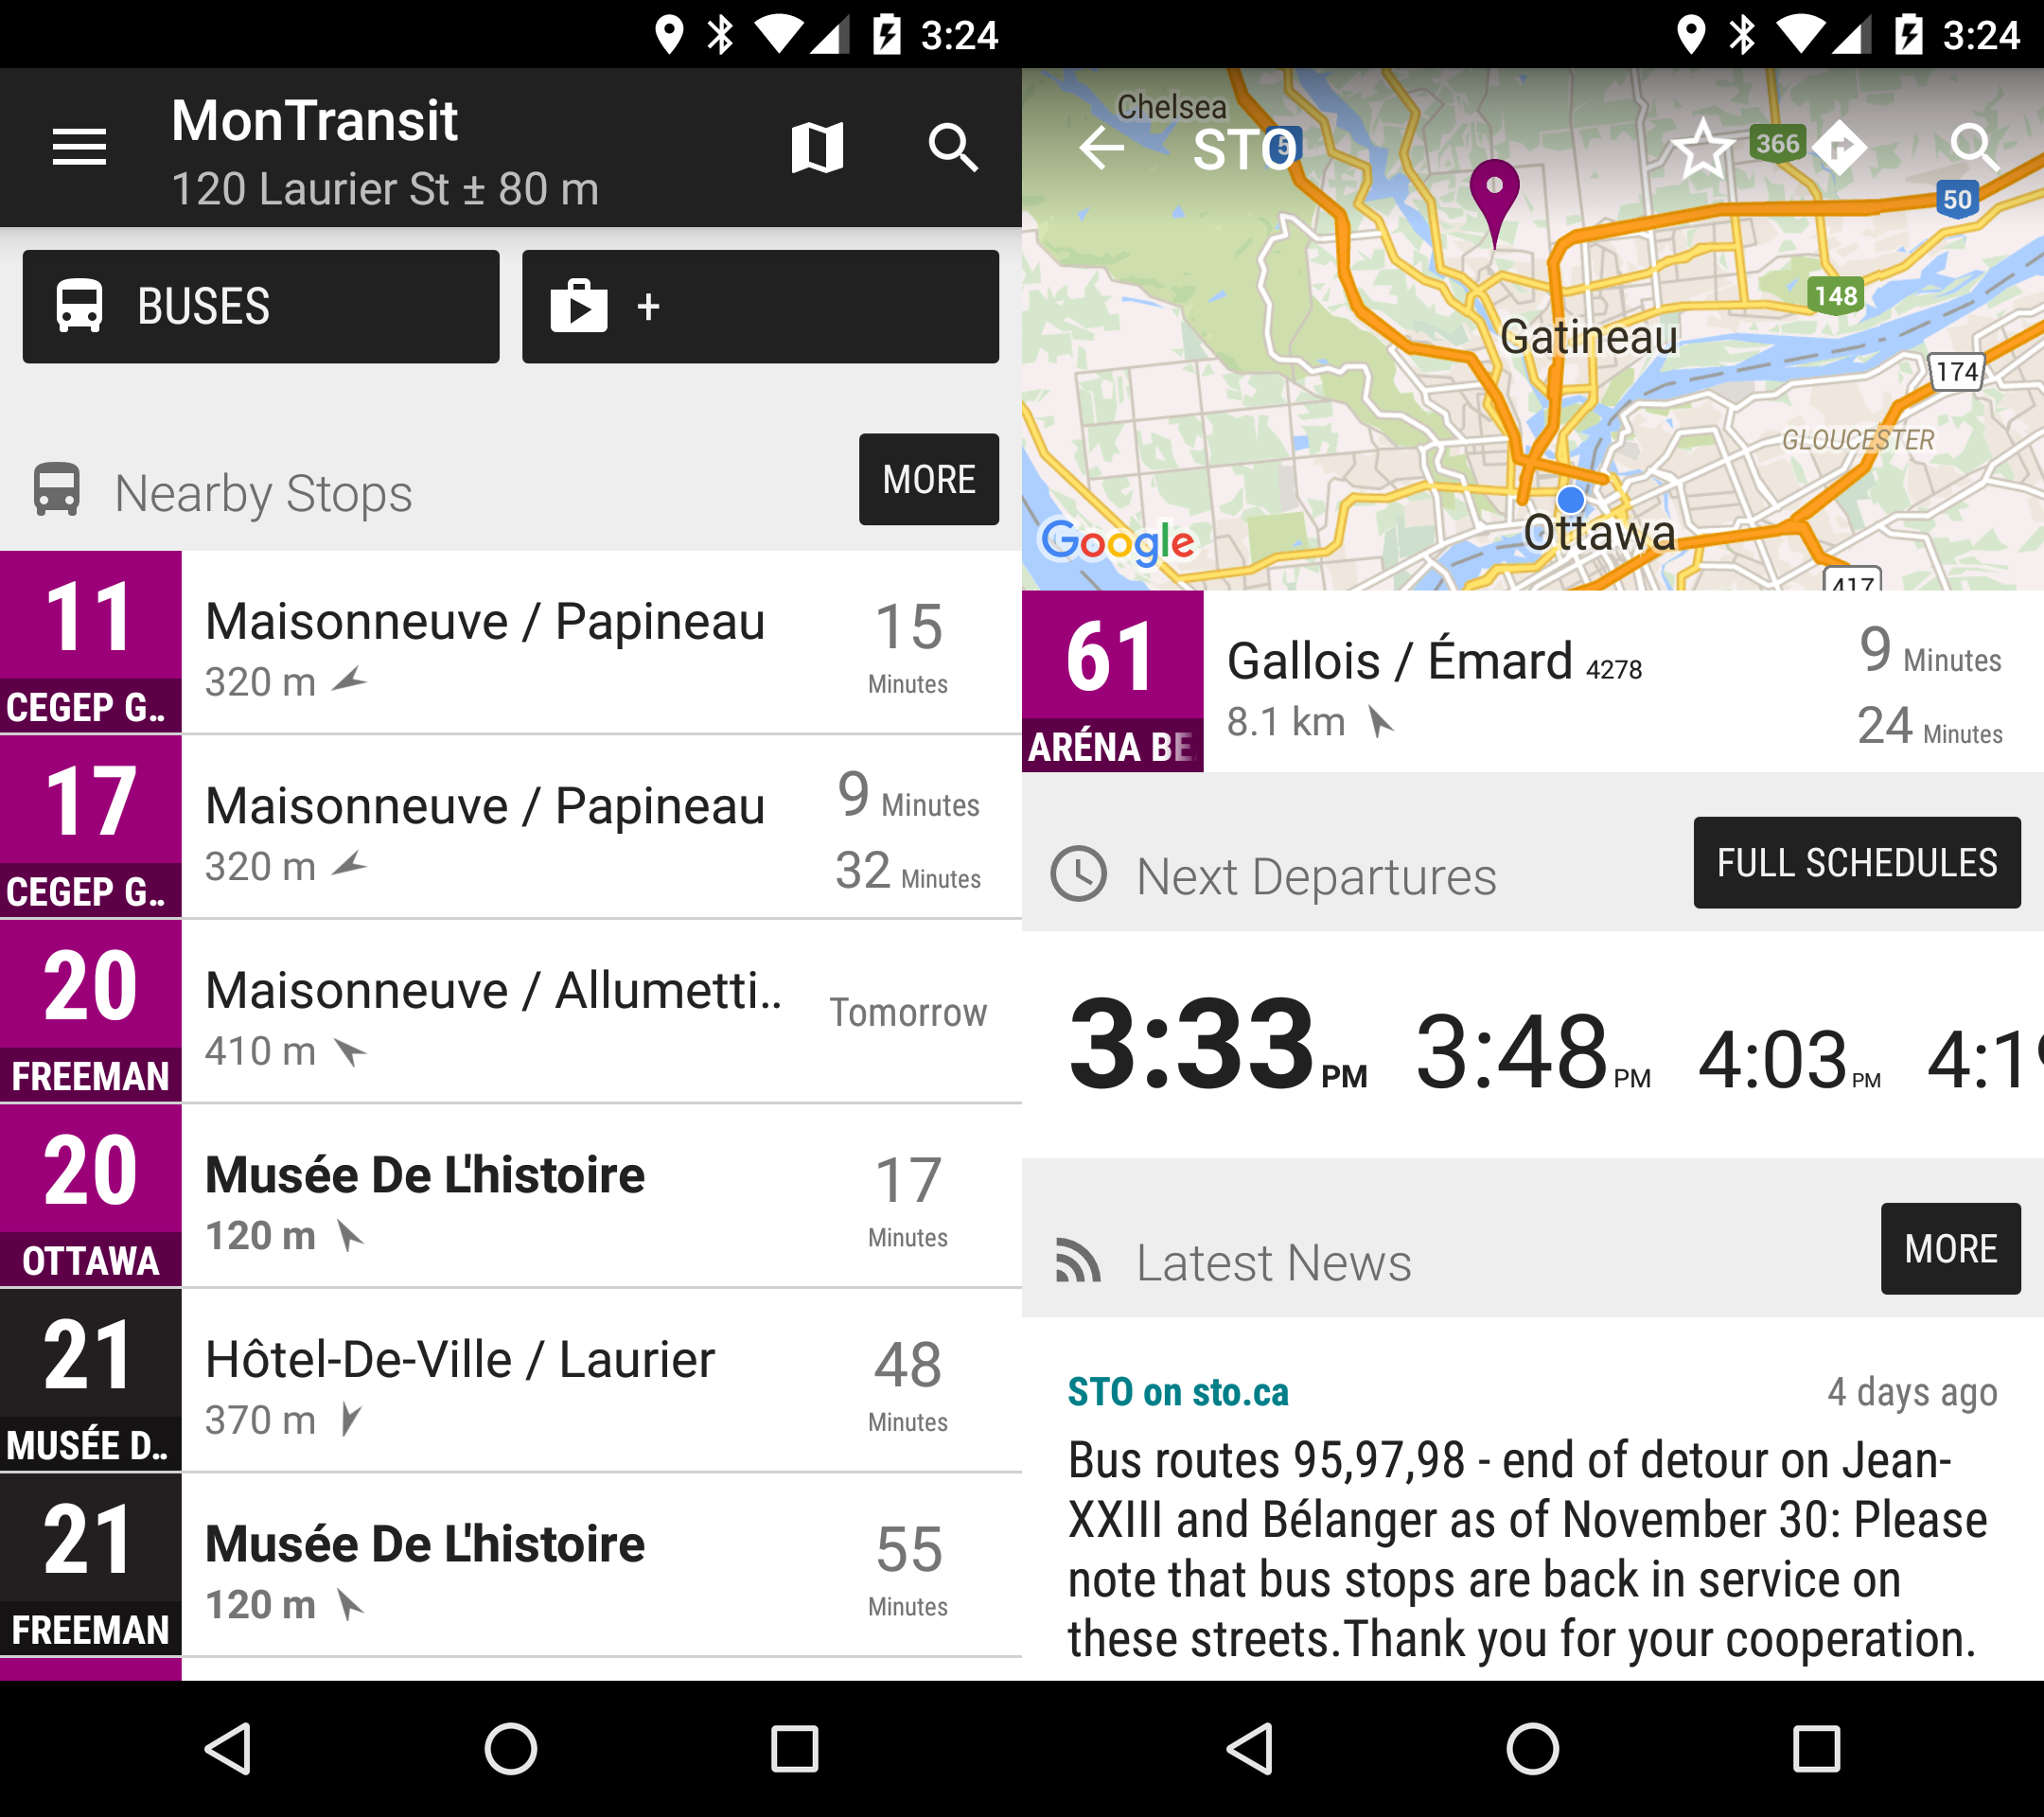 3:24
MonTransit
120 Laurier St ± 80 m
BUSES
+
Nearby Stops
MORE
11
CEGEP G..
Maisonneuve / Papineau
320 m
15
Minutes
17
CEGEP G..
Maisonneuve / Papineau
320 m
9 Minutes
32 Minutes
20
FREEMAN
Maisonneuve / Allumetti..
410 m
Tomorrow
20
OTTAWA
Musée De L'histoire
120 m
17
Minutes
21
MUSÉE D..
Hôtel-De-Ville / Laurier
370 m
48
Minutes
21
FREEMAN
Musée De L'histoire
120 m
55
Minutes
3:24
Chelsea
STO
5
366
50
148
Gatineau
174
GLOUCESTER
Ottawa
Google
417
61
ARÉNA BE
Gallois / Émard 4278
8.1 km
9 Minutes
24 Minutes
Next Departures
FULL SCHEDULES
3:33 PM 3:48 PM 4:03 PM 4:1
Latest News
MORE
STO on sto.ca
4 days ago
Bus routes 95,97,98 - end of detour on Jean-
XXIII and Bélanger as of November 30: Please
note that bus stops are back in service on
these streets.Thank you for your cooperation.